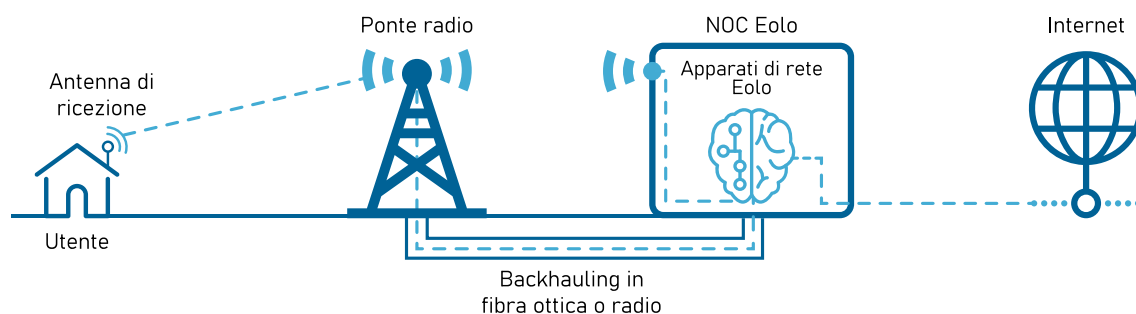 Ponte radio
NOC Eolo
Internet
Antenna di
ricezione
Apparati di rete
Eolo
Utente
Backhauling in
fibra ottica o radio